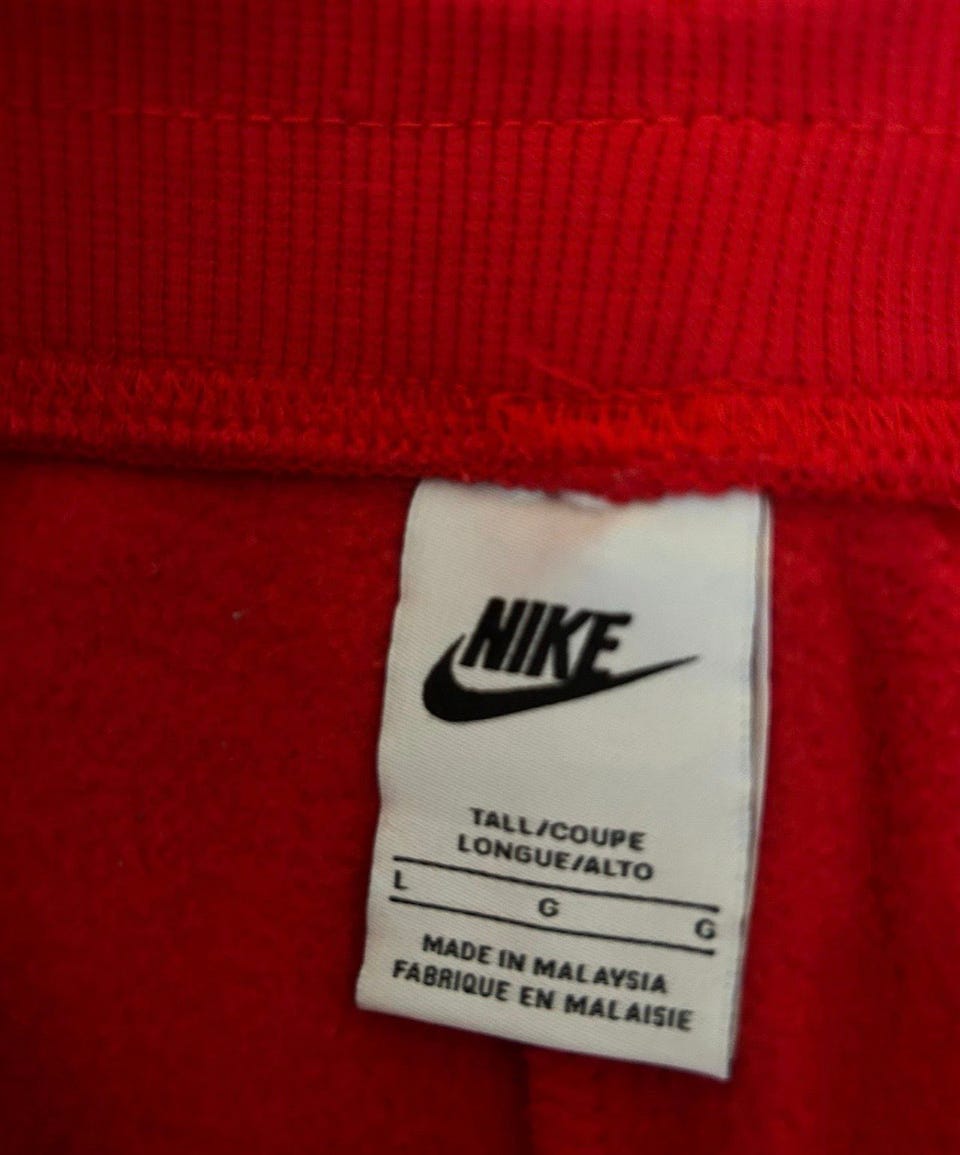 NIKE
TALL/COUPE
LONGUE/ALTO
L G G
MADE IN MALAYSIA
FABRIQUE EN MALAISIE